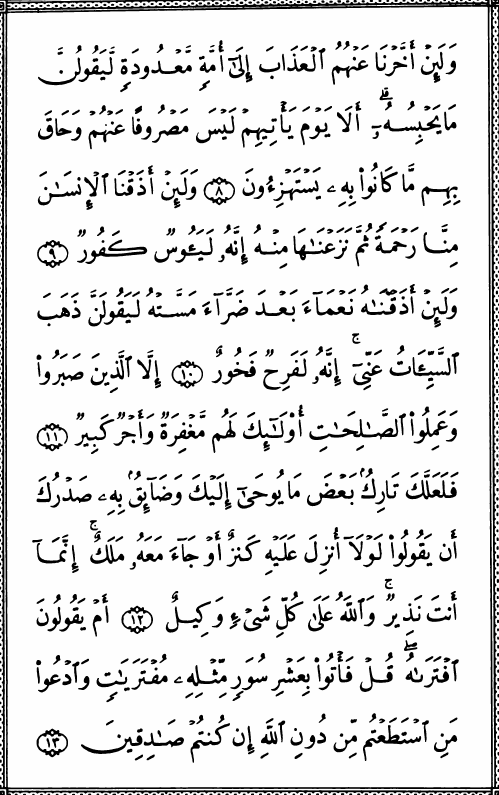 وَلَئِنْ أَخَّرْنَا عَنْهُمُ ٱلْعَذَابَ إِلَىٰٓ أُمَّةٍ مَّعْدُودَةٍ لَّيَقُولُنَّ
مَا يَحْبِسُهُۥٓ ۗ أَلَا يَوْمَ يَأْتِيهِمْ لَيْسَ مَصْرُوفًا عَنْهُمْ وَحَاقَ
بِهِم مَّا كَانُوا۟ بِهِۦ يَسْتَهْزِءُونَ ٨ وَلَئِنْ أَذَقْنَا ٱلْإِنسَـٰنَ
مِنَّا رَحْمَةً ثُمَّ نَزَعْنَـٰهَا مِنْهُ إِنَّهُۥ لَيَـُٔوسٌ كَفُورٌ ٩
وَلَئِنْ أَذَقْنَـٰهُ نَعْمَآءَ بَعْدَ ضَرَّآءَ مَسَّتْهُ لَيَقُولَنَّ ذَهَبَ
ٱلسَّيِّـَٔاتُ عَنِّىٓ ۚ إِنَّهُۥ لَفَرِحٌ فَخُورٌ ١٠ إِلَّا ٱلَّذِينَ صَبَرُوا۟
وَعَمِلُوا۟ ٱلصَّـٰلِحَـٰتِ أُو۟لَـٰٓئِكَ لَهُم مَّغْفِرَةٌ وَأَجْرٌ كَبِيرٌ ١١
فَلَعَلَّكَ تَارِكٌۢ بَعْضَ مَا يُوحَىٰٓ إِلَيْكَ وَضَآئِقٌۢ بِهِۦ صَدْرُكَ
أَن يَقُولُوا۟ لَوْلَآ أُنزِلَ عَلَيْهِ كَنزٌ أَوْ جَآءَ مَعَهُۥ مَلَكٌ ۚ إِنَّمَآ
أَنتَ نَذِيرٌ ۚ وَٱللَّهُ عَلَىٰ كُلِّ شَىْءٍ وَكِيلٌ ١٢ أَمْ يَقُولُونَ
ٱفْتَرَىٰهُ ۖ قُلْ فَأْتُوا۟ بِعَشْرِ سُوَرٍ مِّثْلِهِۦ مُفْتَرَيَـٰتٍ وَٱدْعُوا۟
مَنِ ٱسْتَطَعْتُم مِّن دُونِ ٱللَّهِ إِن كُنتُمْ صَـٰدِقِينَ ١٣